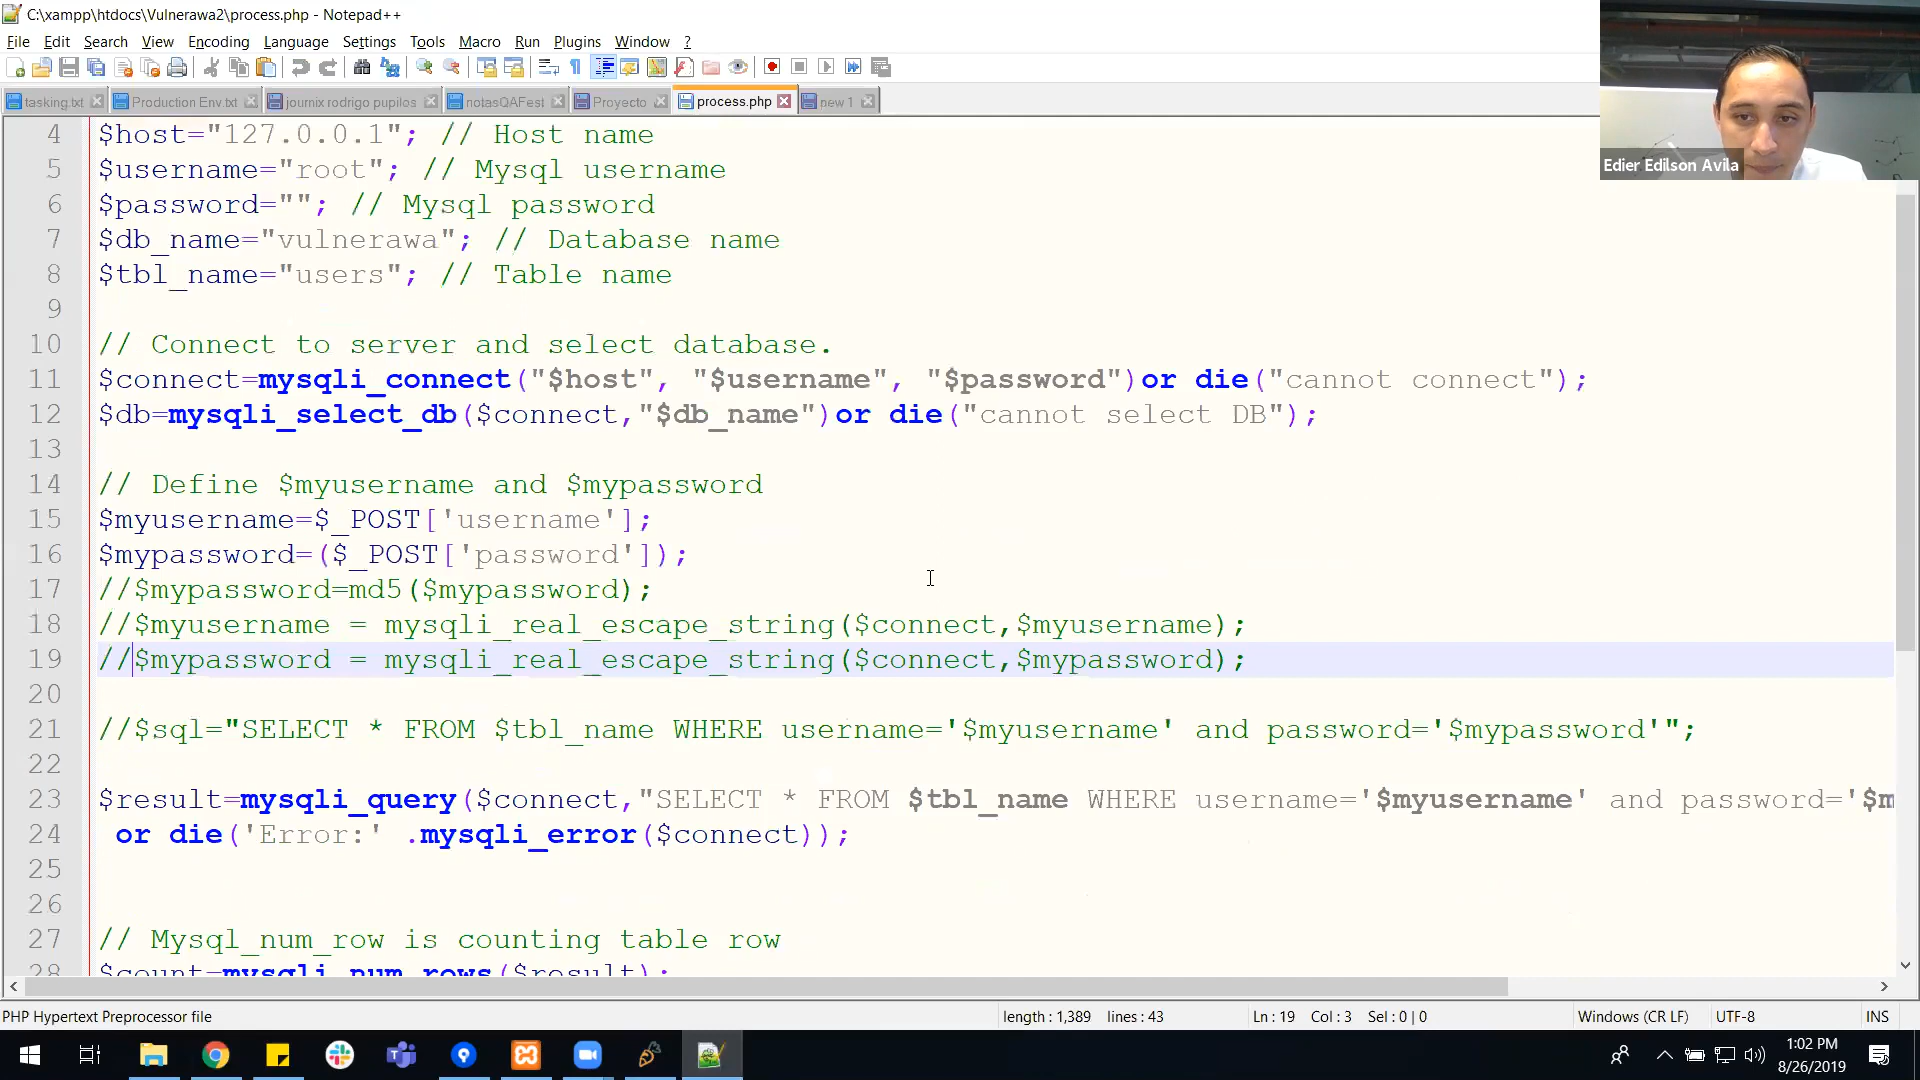 C:\xampp\htdocs\Vulnerawa2\process.php - Notepad++
File Edit Search View Encoding Language Settings Tools Macro Run Plugins Window ?
tasking.txt Production Env.txt journix rodrigo pupilos notasQAFest Proyecto process.php new 1
Edier Edilson Avila
4 $host="127.0.0.1"; // Host name
5 $username="root"; // Mysql username
6 $password=""; // Mysql password
7 $db_name="vulnerawa"; // Database name
8 $tbl_name="users"; // Table name
9
10 // Connect to server and select database.
11 $connect=mysqli_connect("$host", "$username", "$password")or die("cannot connect");
12 $db=mysqli_select_db($connect,"$db_name")or die("cannot select DB");
13
14 // Define $myusername and $mypassword
15 $myusername=$_POST['username'];
16 $mypassword=($_POST['password']);
17 //$mypassword=md5($mypassword);
18 //$myusername = mysqli_real_escape_string($connect,$myusername);
19 //$mypassword = mysqli_real_escape_string($connect,$mypassword);
20
21 //$sql="SELECT * FROM $tbl_name WHERE username='$myusername' and password='$mypassword'";
22
23 $result=mysqli_query($connect,"SELECT * FROM $tbl_name WHERE username='$myusername' and password='$m
24 or die('Error:' .mysqli_error($connect));
25
26
27 // Mysql_num_row is counting table row
28 $count=mysqli_num_rows($result);
PHP Hypertext Preprocessor file length : 1,389 lines : 43 Ln : 19 Col : 3 Sel : 0 | 0 Windows (CR LF) UTF-8 INS
1:02 PM
8/26/2019